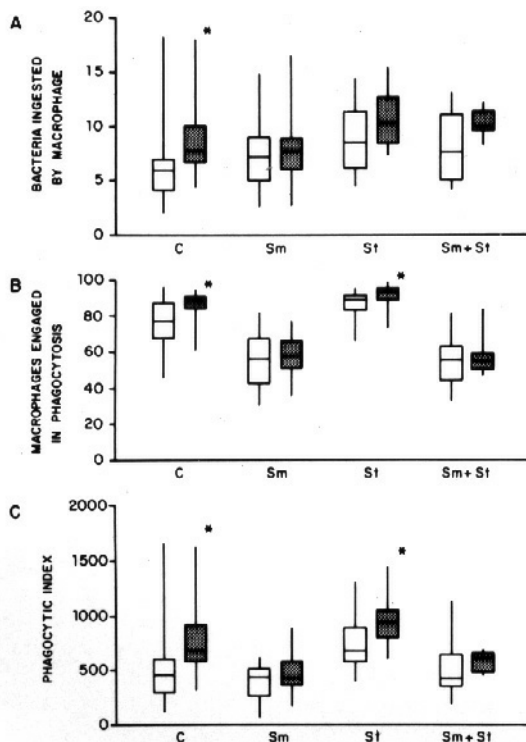 A
BACTERIA INGESTED
BY MACROPHAGE
20
15
10
5
0
*
C Sm St Sm+St
B
MACROPHAGES ENGAGED
IN PHAGOCYTOSIS
100
80
60
40
20
0
* *
C Sm St Sm+St
C
PHAGOCYTIC INDEX
2000
1500
1000
500
0
* *
C Sm St Sm+St